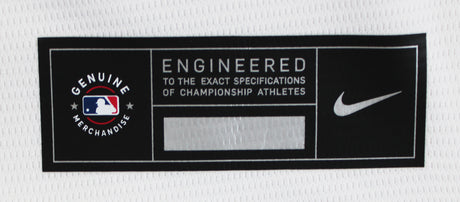 GENUINE
MERCHANDISE
ENGINEERED
TO THE EXACT SPECIFICATIONS
OF CHAMPIONSHIP ATHLETES